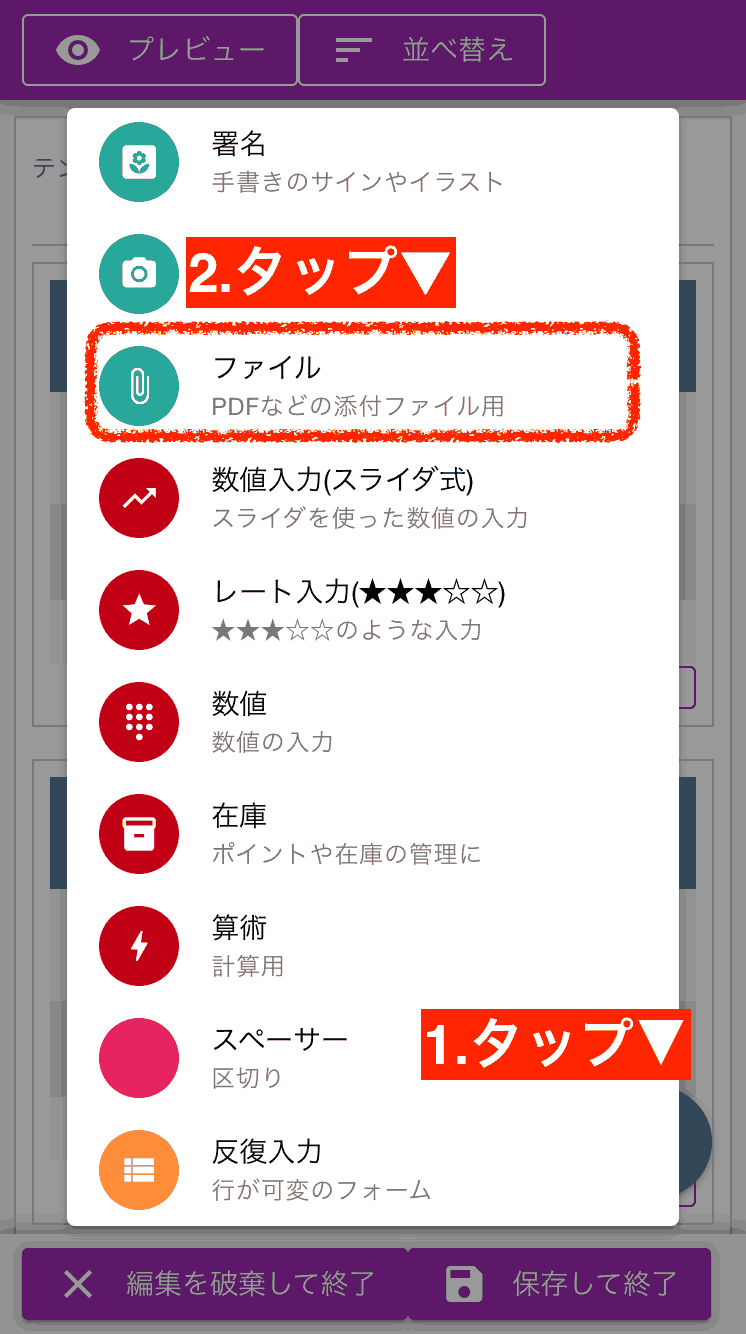 プレビュー
並べ替え
テン
署名
手書きのサインやイラスト
2.タップ▼
ファイル
PDFなどの添付ファイル用
数値入力(スライダ式)
スライダを使った数値の入力
レート入力(★★★☆☆)
★★★☆☆のような入力
数値
数値の入力
在庫
ポイントや在庫の管理に
算術
計算用
1.タップ▼
スペーサー
区切り
反復入力
行が可変のフォーム
編集を破棄して終了
保存して終了